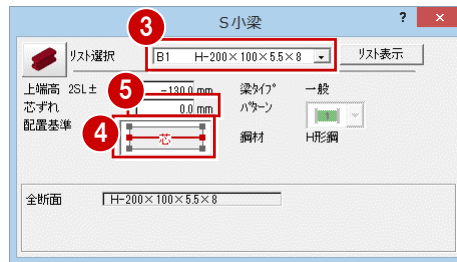 3
S小梁 ? ×
リスト選択 B1 H-200×100×5.5×8 リスト表示
上端高 2SL± 5 -130.0 mm 梁タイプ 一般
芯ずれ 0.0 mm パターン 1
配置基準 4 芯 鋼材 H形鋼
全断面 H-200×100×5.5×8